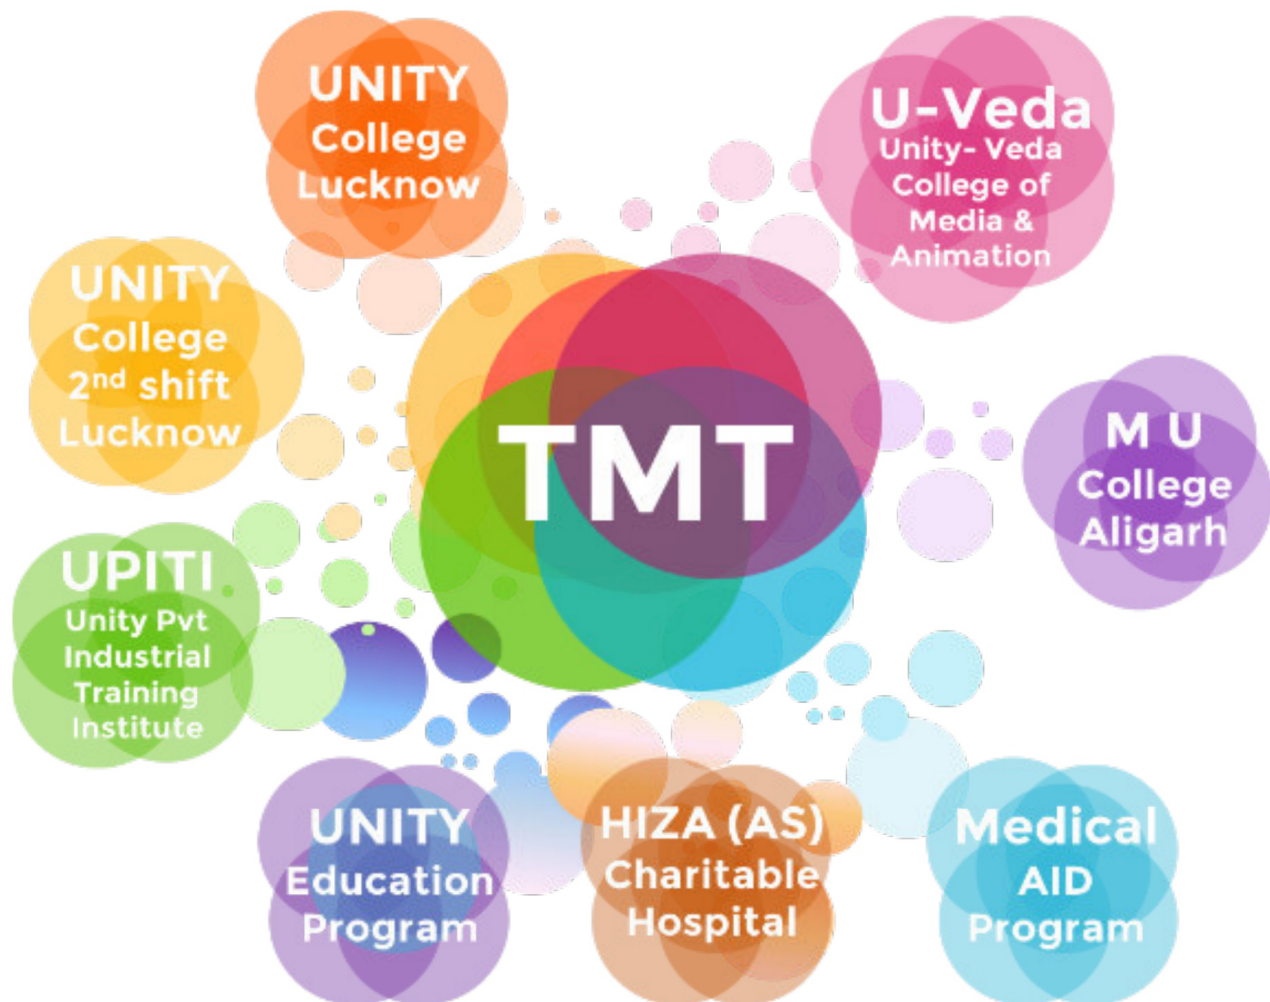 UNITY
College
Lucknow
U-Veda
Unity- Veda
College of
Media &
Animation
UNITY
College
2nd shift
Lucknow
TMT
M U
College
Aligarh
UPITI
Unity Pvt
Industrial
Training
Institute
UNITY
Education
Program
HIZA (AS)
Charitable
Hospital
Medical
AID
Program